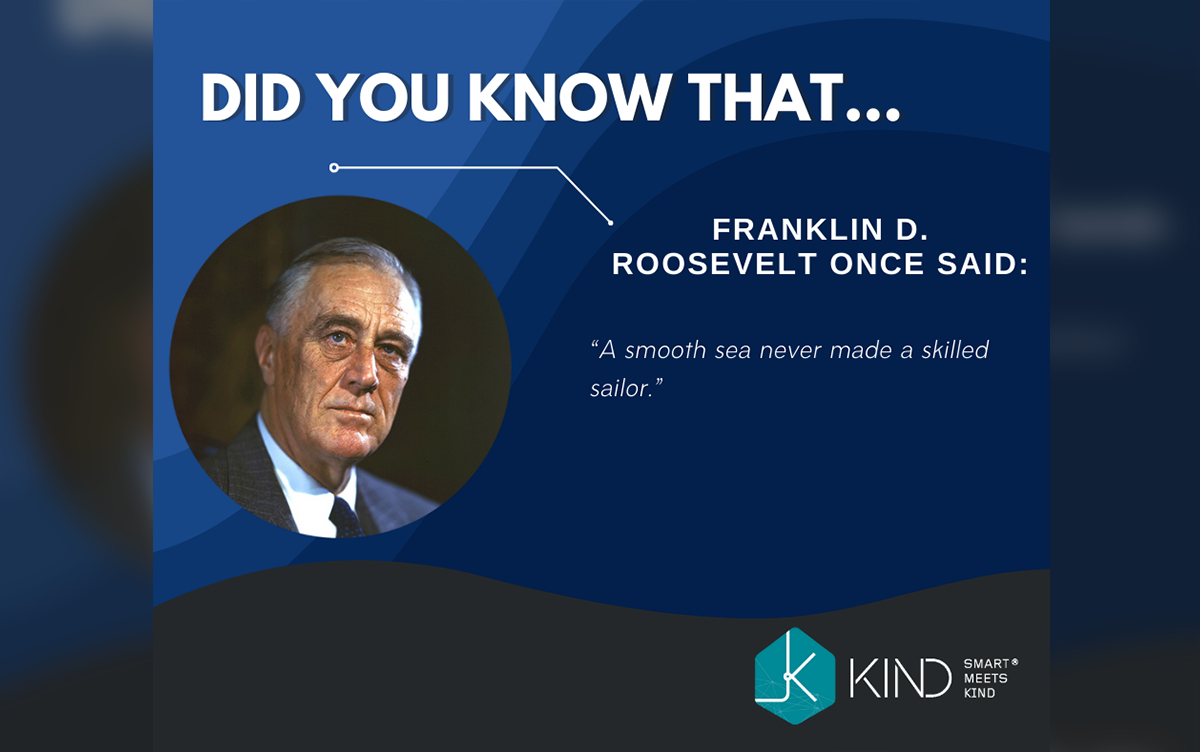 DID YOU KNOW THAT...
FRANKLIN D.
ROOSEVELT ONCE SAID:
“A smooth sea never made a skilled
sailor.”
KIND
SMART®
MEETS
KIND